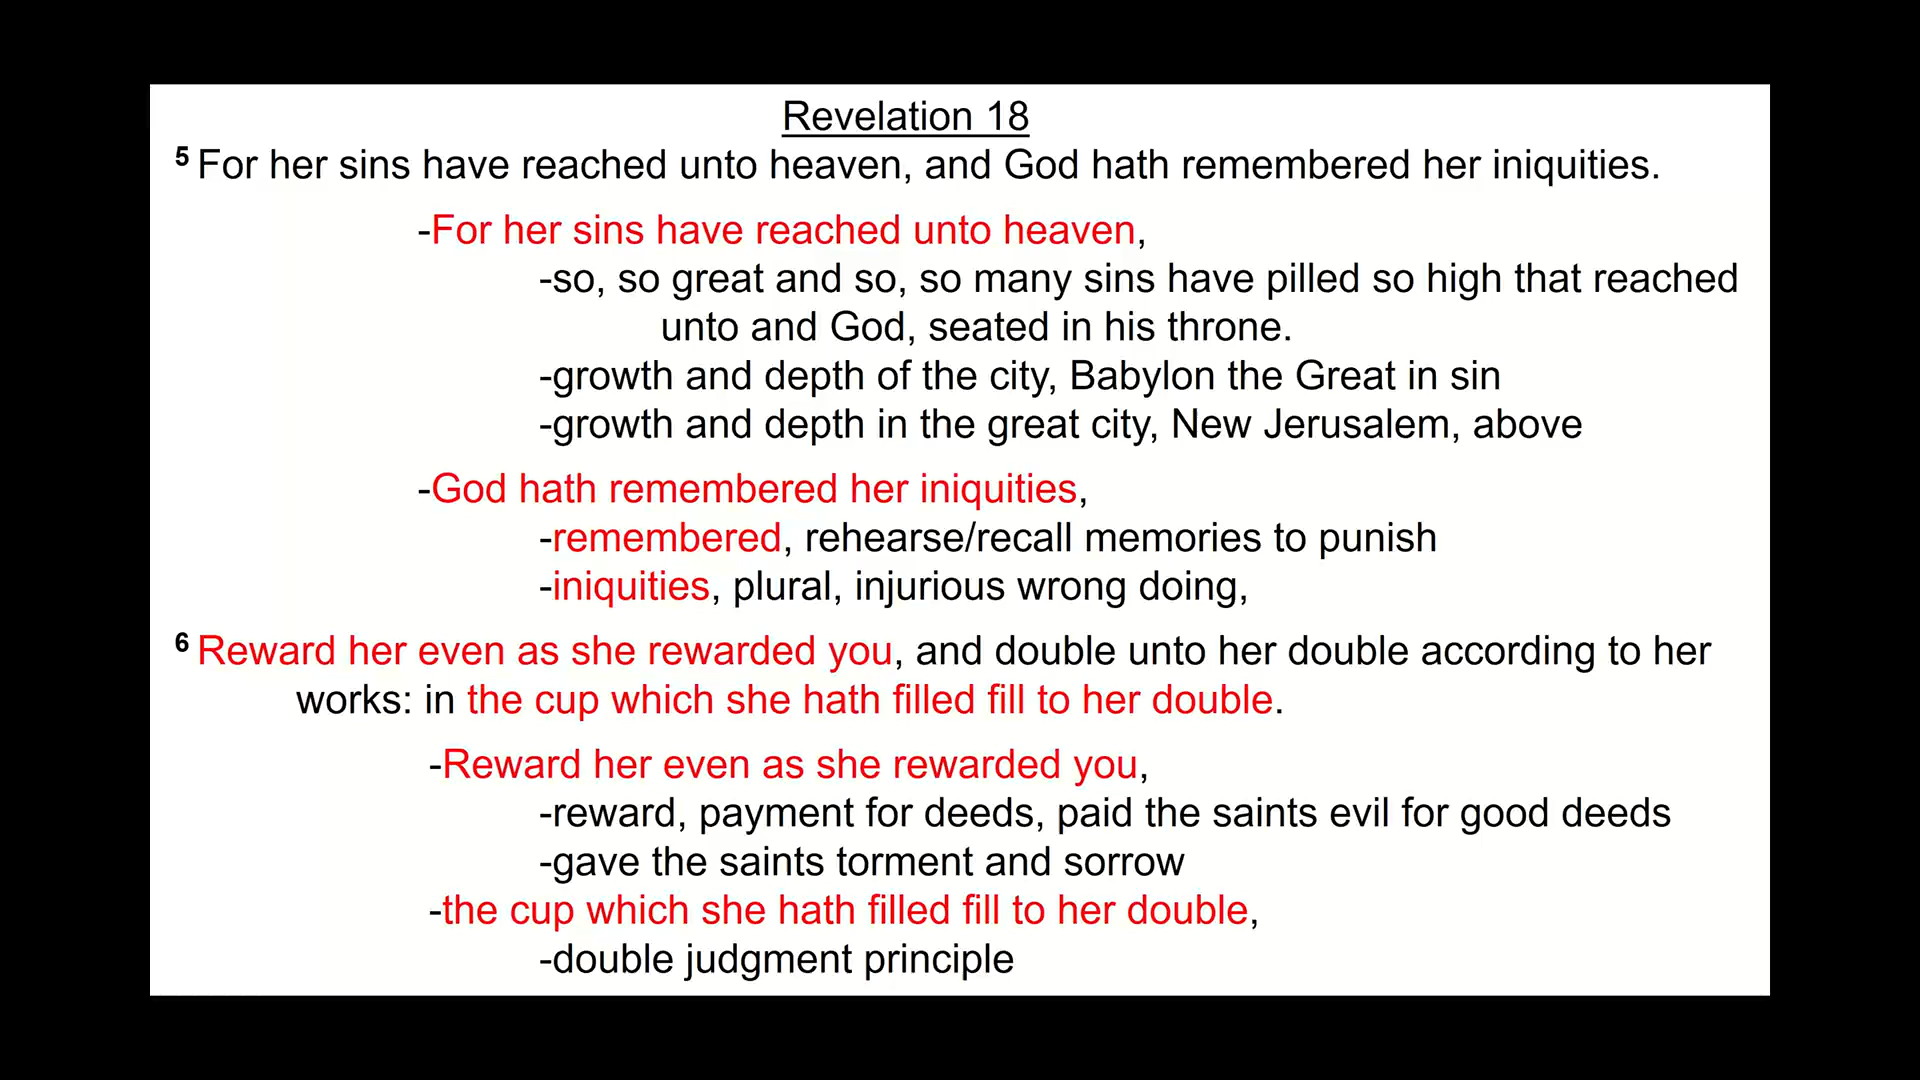 Revelation 18
5 For her sins have reached unto heaven, and God hath remembered her iniquities.
-For her sins have reached unto heaven,
-so, so great and so, so many sins have pilled so high that reached
unto and God, seated in his throne.
-growth and depth of the city, Babylon the Great in sin
-growth and depth in the great city, New Jerusalem, above
-God hath remembered her iniquities,
-remembered, rehearse/recall memories to punish
-iniquities, plural, injurious wrong doing,
6 Reward her even as she rewarded you, and double unto her double according to her
works: in the cup which she hath filled fill to her double.
-Reward her even as she rewarded you,
-reward, payment for deeds, paid the saints evil for good deeds
-gave the saints torment and sorrow
-the cup which she hath filled fill to her double,
-double judgment principle